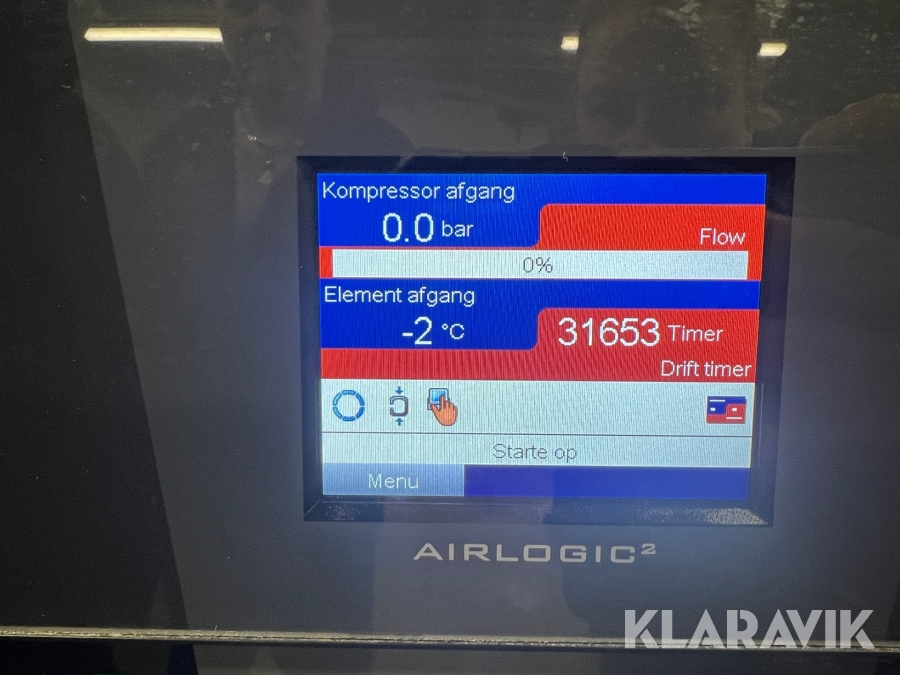 Kompressor afgang
0.0 bar
Flow
0%
Element afgang
-2 °C
31653 Timer
Drift timer
Starte op
Menu
AIRLOGIC²
KLARAVIK